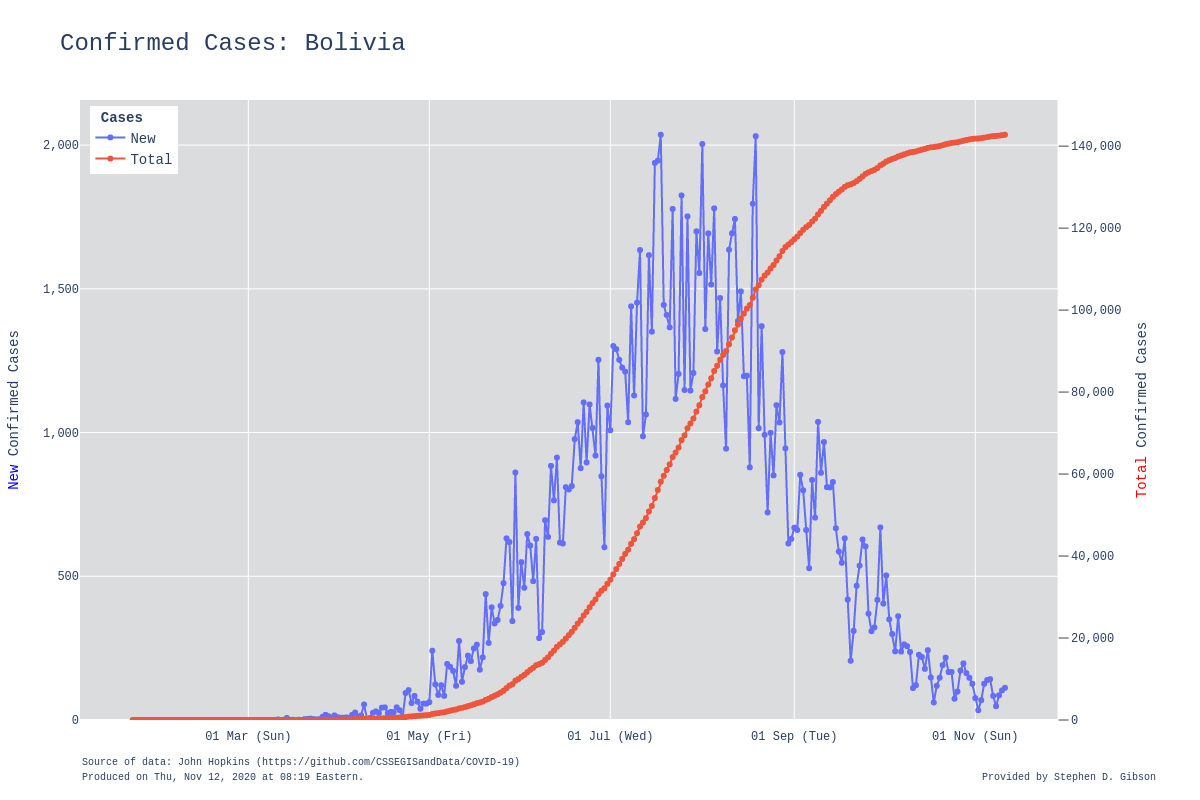 Confirmed Cases: Bolivia
Cases
New
Total
2,000
1,500
1,000
500
0
New Confirmed Cases
140,000
120,000
100,000
80,000
60,000
40,000
20,000
0
Total Confirmed Cases
01 Mar (Sun)
01 May (Fri)
01 Jul (Wed)
01 Sep (Tue)
01 Nov (Sun)
Source of data: John Hopkins (https://github.com/CSSEGISandData/COVID-19)
Produced on Thu, Nov 12, 2020 at 08:19 Eastern.
Provided by Stephen D. Gibson